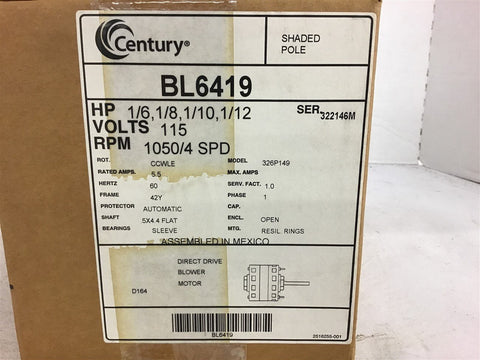 Century®
SHADED
POLE
BL6419
HP 1/6,1/8,1/10,1/12 SER. 322146M
VOLTS 115
RPM 1050/4 SPD
ROT. CCWLE MODEL 326P149
RATED AMPS. 5.5 MAX. AMPS
HERTZ 60 SERV. FACT. 1.0
FRAME 42Y PHASE 1
PROTECTOR AUTOMATIC CAP.
SHAFT .5X4.4 FLAT ENCL. OPEN
BEARINGS SLEEVE MTG. RESIL. RINGS
ASSEMBLED IN MEXICO
DIRECT DRIVE
BLOWER
MOTOR
D164
BL6419
2516255-001